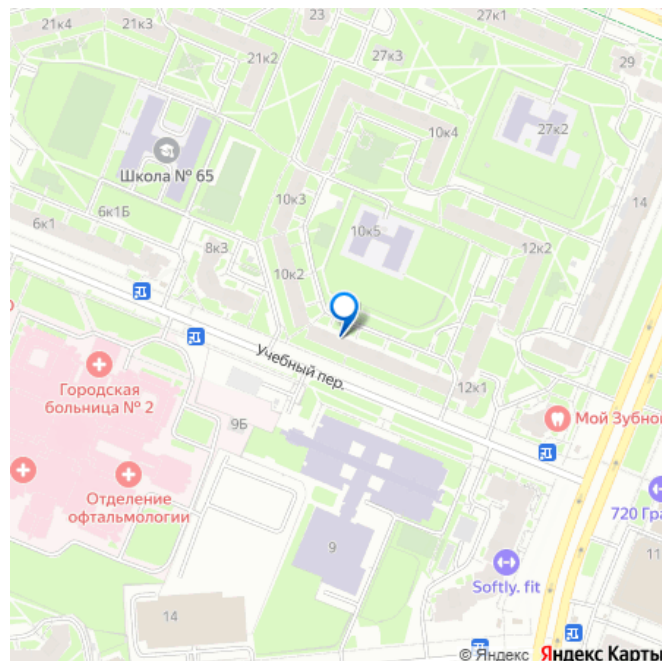 21к4
21к3
23
27к1
21к2
27к3
29
10к4
27к2
Школа № 65
14
6к1Б
10к3
6к1
8к3
10к5
12к2
10к2
Учебный пер.
Городская
больница № 2
12к1
9Б
Мой Зубной
Отделение
офтальмологии
720 Гра
9
11
Softly. fit
14
© Яндекс Яндекс Карты